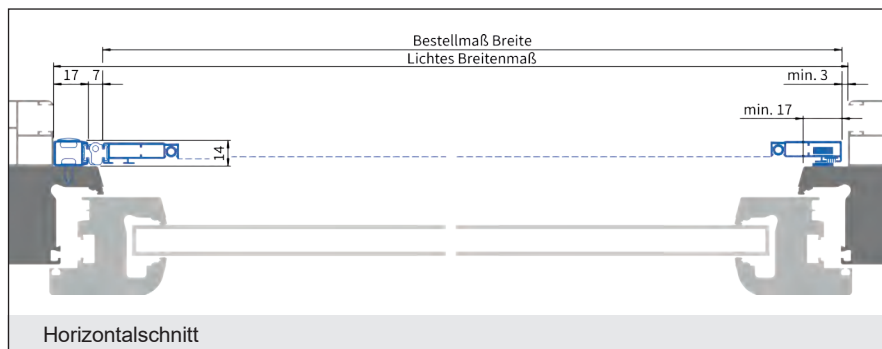 Bestellmaß Breite
Lichtes Breitenmaß
17 7 min. 3
min. 17
14
Horizontalschnitt